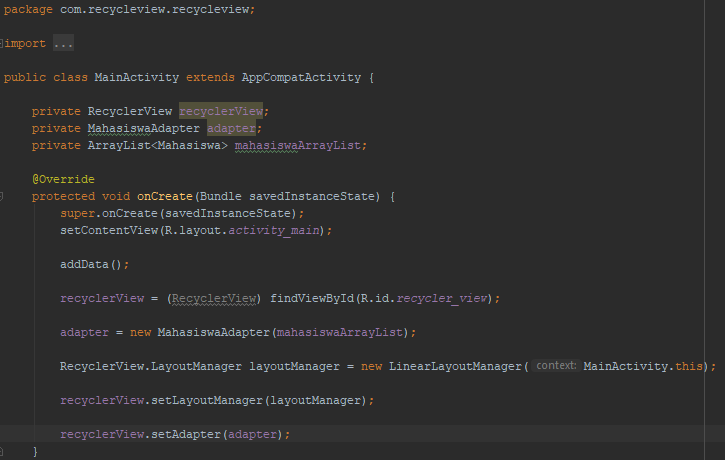 package com.recycleview.recycleview;
import ...
public class MainActivity extends AppCompatActivity {
private RecyclerView recyclerView;
private MahasiswaAdapter adapter;
private ArrayList<Mahasiswa> mahasiswaArrayList;
@Override
protected void onCreate(Bundle savedInstanceState) {
super.onCreate(savedInstanceState);
setContentView(R.layout.activity_main);
addData();
recyclerView = (RecyclerView) findViewById(R.id.recycler_view);
adapter = new MahasiswaAdapter(mahasiswaArrayList);
RecyclerView.LayoutManager layoutManager = new LinearLayoutManager( context: MainActivity.this);
recyclerView.setLayoutManager(layoutManager);
recyclerView.setAdapter(adapter);
}